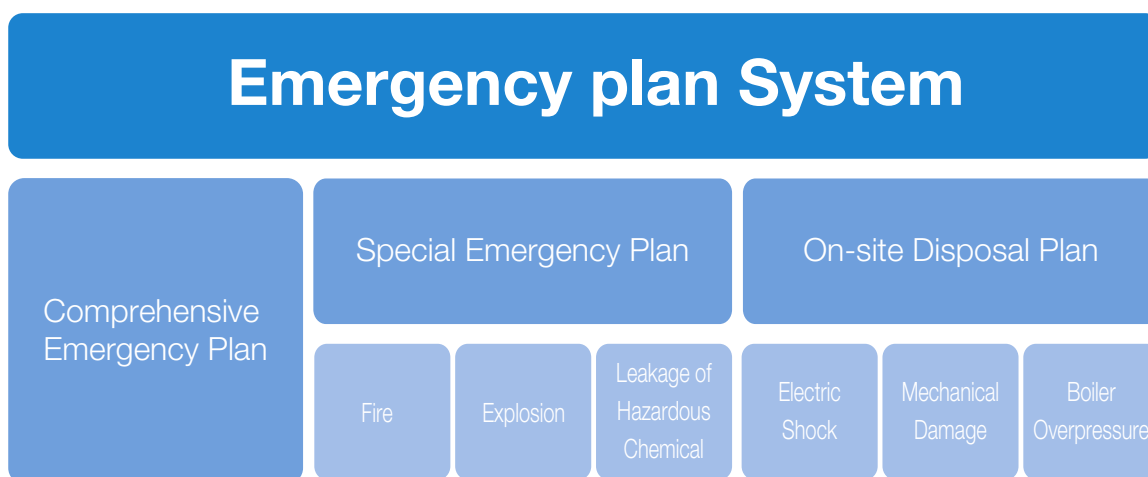 Emergency plan System
Comprehensive
Emergency Plan
Special Emergency Plan
On-site Disposal Plan
Fire
Explosion
Leakage of
Hazardous
Chemical
Electric
Shock
Mechanical
Damage
Boiler
Overpressure